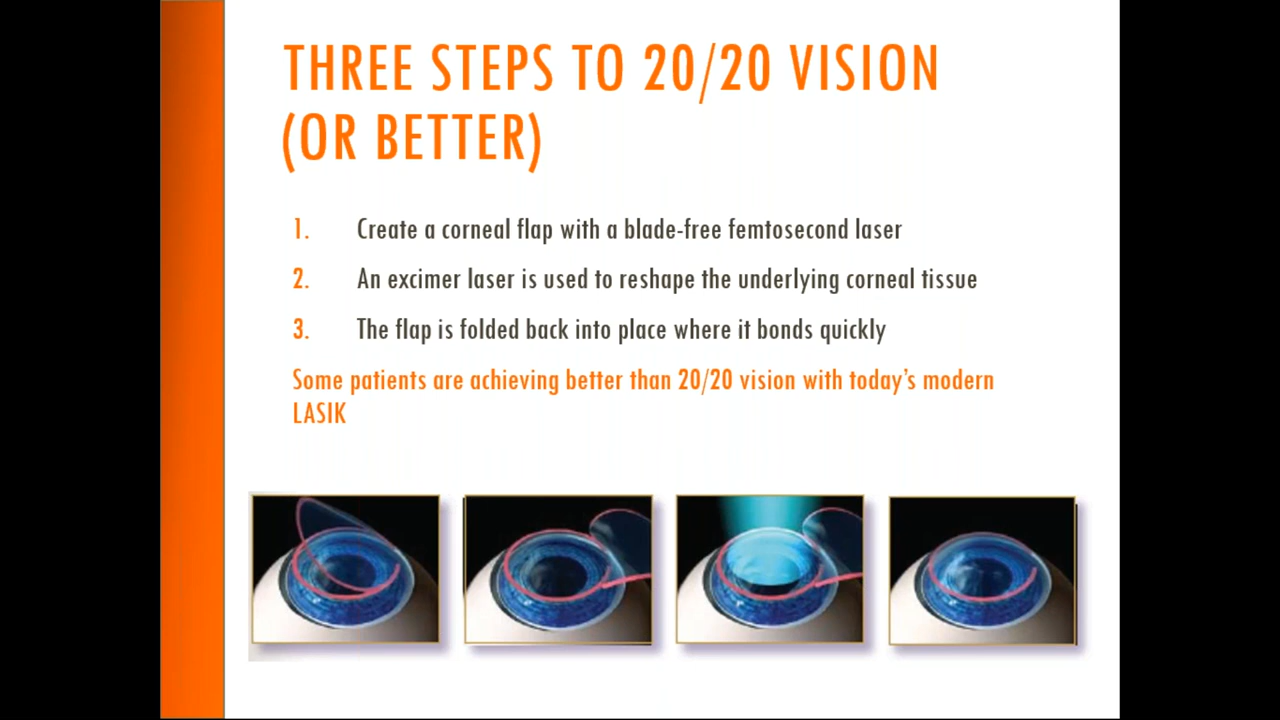 THREE STEPS TO 20/20 VISION
(OR BETTER)
1. Create a corneal flap with a blade-free femtosecond laser
2. An excimer laser is used to reshape the underlying corneal tissue
3. The flap is folded back into place where it bonds quickly
Some patients are achieving better than 20/20 vision with today's modern
LASIK